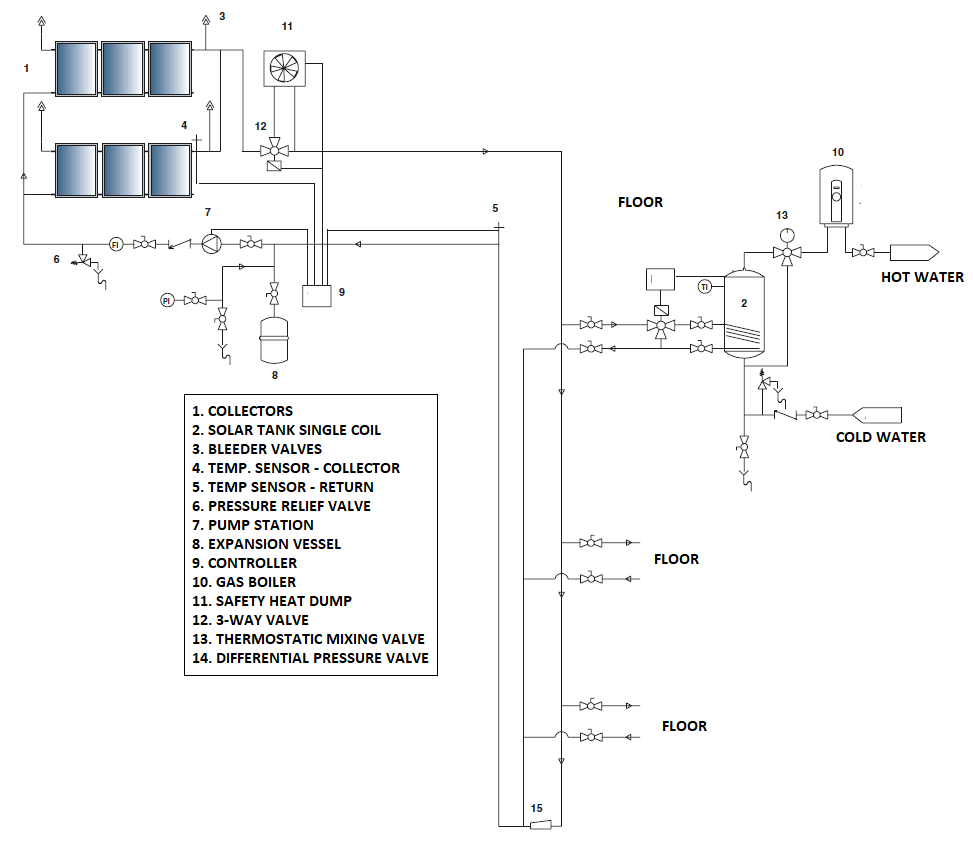 11
3
1
12
4
10
FLOOR
7
5
13
FI
6
HOT WATER
TI
2
PI
9
8
COLD WATER
1. COLLECTORS
2. SOLAR TANK SINGLE COIL
3. BLEEDER VALVES
4. TEMP. SENSOR - COLLECTOR
5. TEMP SENSOR - RETURN
6. PRESSURE RELIEF VALVE
7. PUMP STATION
8. EXPANSION VESSEL
9. CONTROLLER
10. GAS BOILER
11. SAFETY HEAT DUMP
12. 3-WAY VALVE
13. THERMOSTATIC MIXING VALVE
14. DIFFERENTIAL PRESSURE VALVE
FLOOR
FLOOR
15